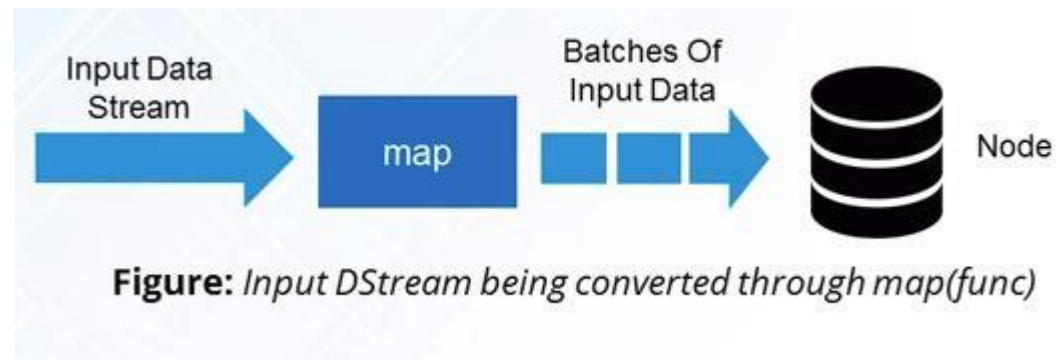 Input Data
Stream
map
Batches Of
Input Data
Node
Figure: Input DStream being converted through map(func)